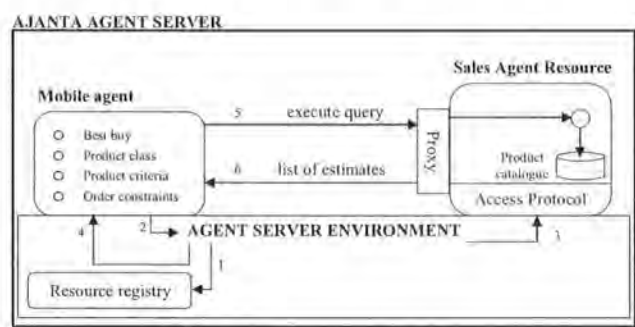 AJANTA AGENT SERVER
Sales Agent Resource
Mobile agent
5 execute query
Best buy
Product class
Product criteria
Order constraints
Proxy
6 list of estimates
Product
catalogue
Access Protocol
4
2
AGENT SERVER ENVIRONMENT
3
1
Resource registry